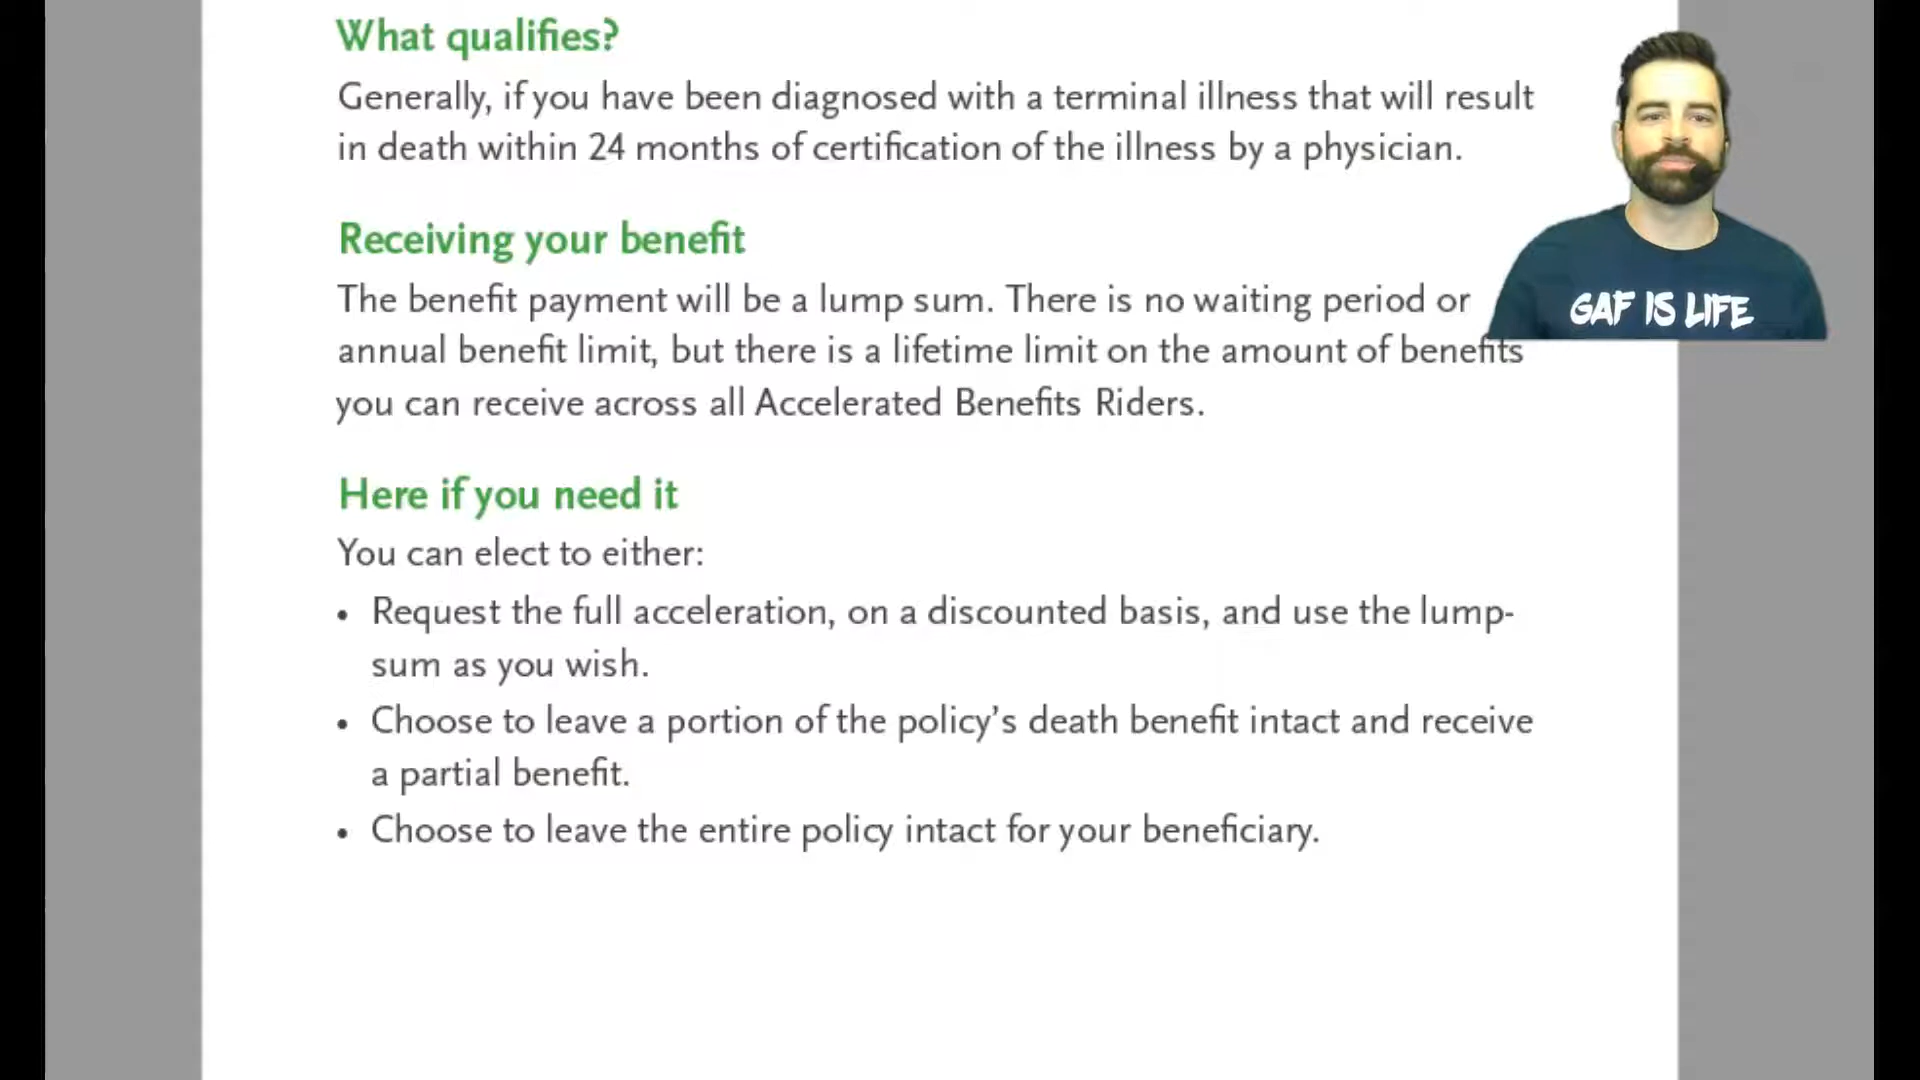 What qualifies?
Generally, if you have been diagnosed with a terminal illness that will result
in death within 24 months of certification of the illness by a physician.
Receiving your benefit
The benefit payment will be a lump sum. There is no waiting period or
annual benefit limit, but there is a lifetime limit on the amount of benefits
you can receive across all Accelerated Benefits Riders.
GAF IS LIFE
Here if you need it
You can elect to either:
• Request the full acceleration, on a discounted basis, and use the lump-
sum as you wish.
• Choose to leave a portion of the policy’s death benefit intact and receive
a partial benefit.
• Choose to leave the entire policy intact for your beneficiary.